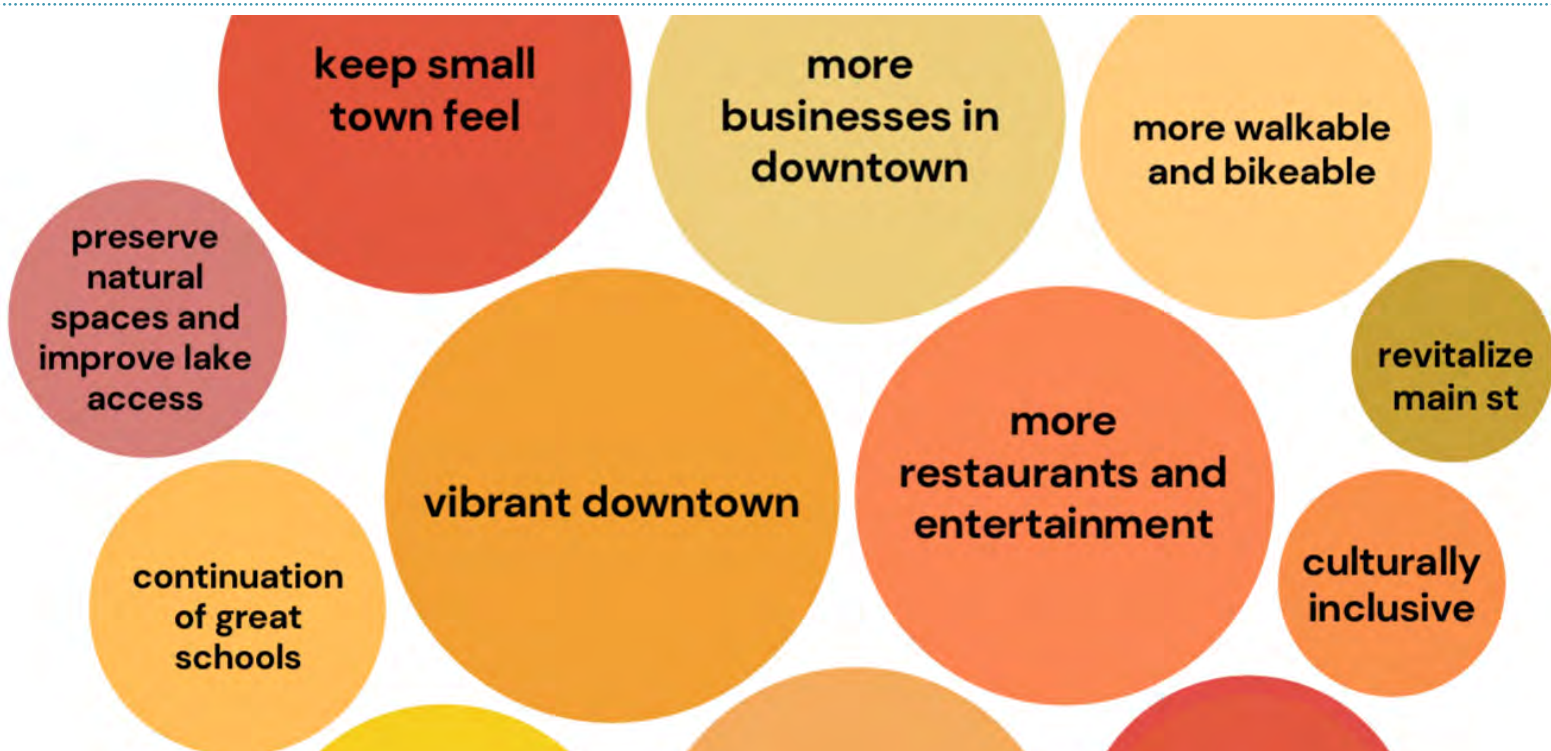 keep small
town feel
more
businesses in
downtown
more walkable
and bikeable
preserve
natural
spaces and
improve lake
access
revitalize
main st
vibrant downtown
more
restaurants and
entertainment
continuation
of great
schools
culturally
inclusive